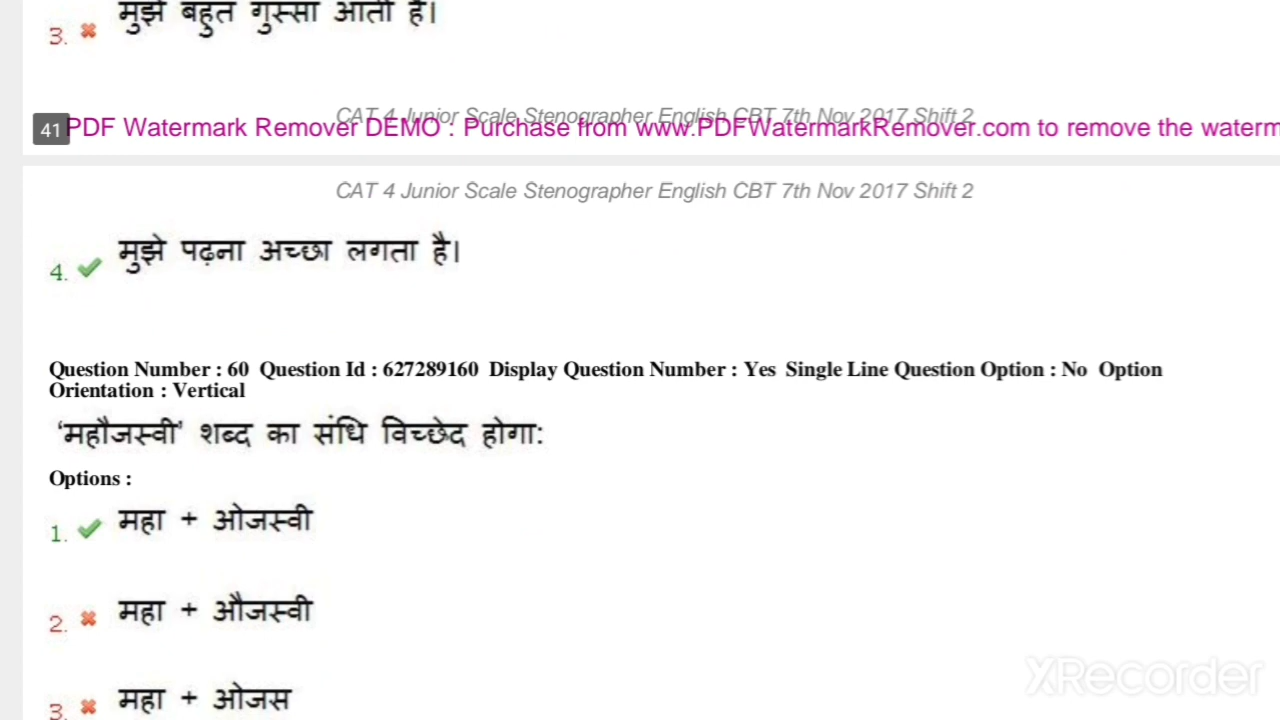 3. मुझे बहुत गुस्सा आता है।
CAT 4 Junior Scale Stenographer English CBT 7th Nov 2017 Shift 2
41 PDF Watermark Remover DEMO : Purchase from www.PDFWatermarkRemover.com to remove the waterm
CAT 4 Junior Scale Stenographer English CBT 7th Nov 2017 Shift 2
4. मुझे पढ़ना अच्छा लगता है।
Question Number : 60 Question Id : 627289160 Display Question Number : Yes Single Line Question Option : No Option
Orientation : Vertical
‘महौजस्वी’ शब्द का संधि विच्छेद होगा:
Options :
1. महा + ओजस्वी
2. महा + औजस्वी
3. महा + ओजस
XRecorder